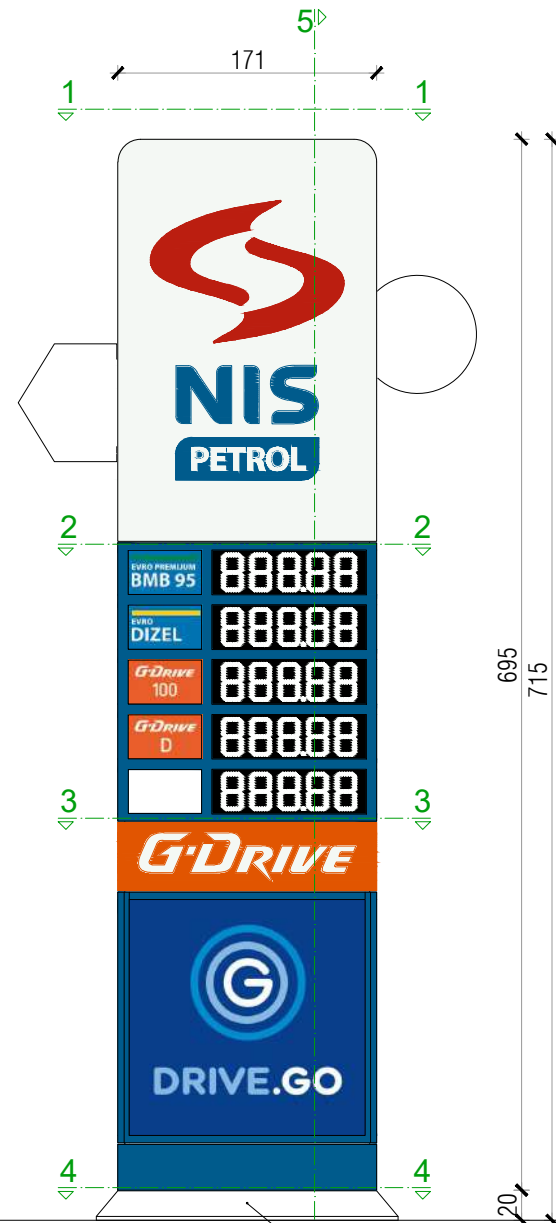 5
171
1 1
NIS
PETROL
2 2
EVRO PREMIJUM
BMB 95 888.88
EVRO
DIZEL 888.88
G-DRIVE
100 888.88
G-DRIVE
D 888.88
888.88
695
715
3 3
G-DRIVE
G
DRIVE.GO
4 4
20